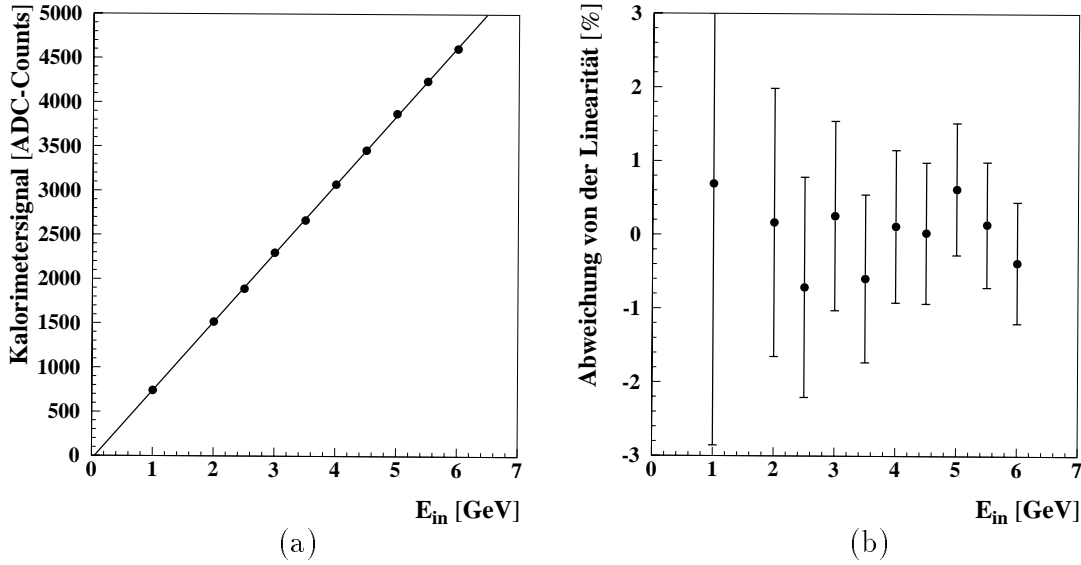 Kalorimetersignal [ADC-Counts]
5000
4500
4000
3500
3000
2500
2000
1500
1000
500
0
0 1 2 3 4 5 6 7
E_in [GeV]
(a)
Abweichung von der Linearität [%]
3
2
1
0
-1
-2
-3
0 1 2 3 4 5 6 7
E_in [GeV]
(b)